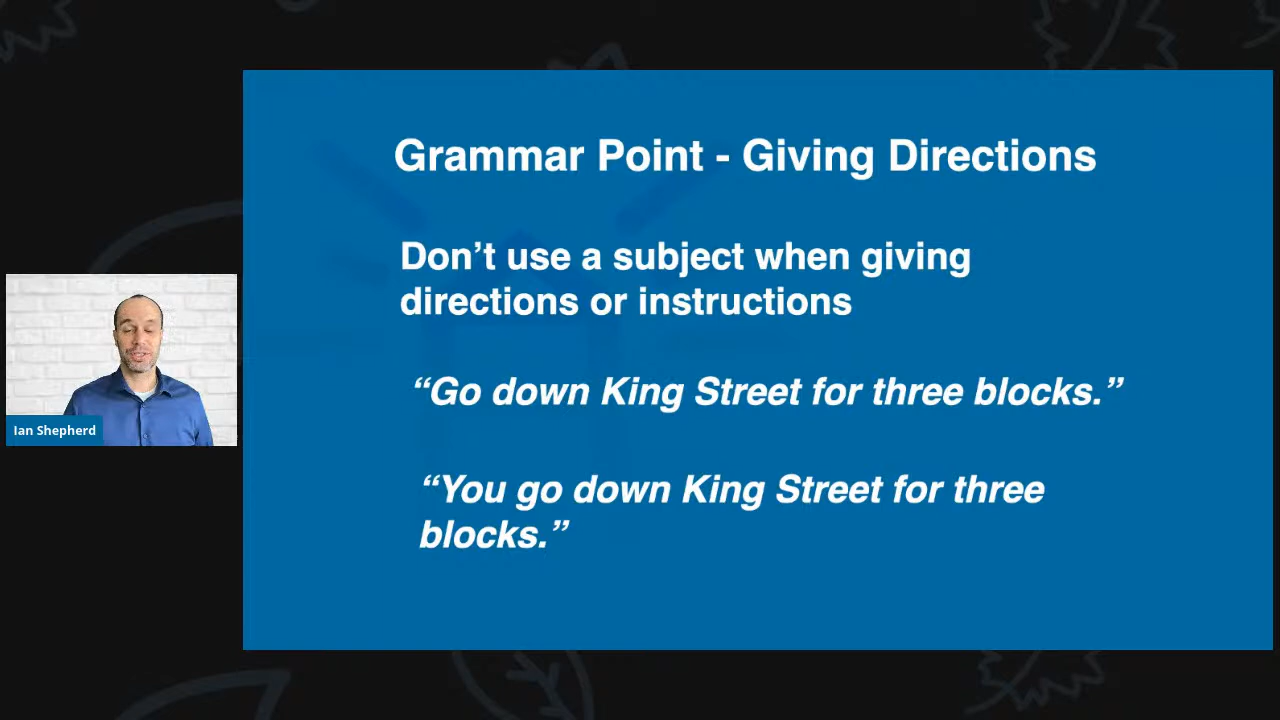 Grammar Point - Giving Directions
Don’t use a subject when giving
directions or instructions
“Go down King Street for three blocks.”
“You go down King Street for three
blocks.”
Ian Shepherd